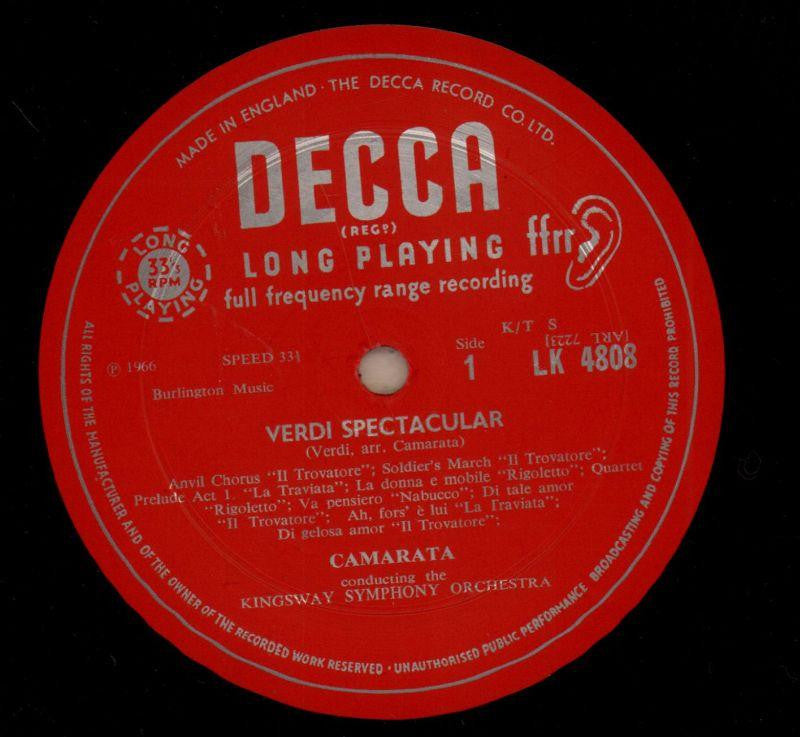 MADE IN ENGLAND · THE DECCA RECORD CO. LTD.
DECCA
(REGD)
LONG PLAYING ffrr
full frequency range recording
LONG
33⅓
RPM
PLAYING
K/T S
(ARL 7223)
℗ 1966
SPEED 33⅓
Side
1
LK 4808
Burlington Music
VERDI SPECTACULAR
(Verdi, arr. Camarata)
Anvil Chorus "Il Trovatore"; Soldier's March "Il Trovatore";
Prelude Act 1. "La Traviata"; La donna e mobile "Rigoletto"; Quartet
"Rigoletto"; Va pensiero "Nabucco"; Di tale amor
"Il Trovatore"; Ah, fors' è lui "La Traviata";
Di gelosa amor "Il Trovatore";
CAMARATA
conducting the
KINGSWAY SYMPHONY ORCHESTRA
ALL RIGHTS OF THE MANUFACTURER AND OF THE OWNER OF THE RECORDED WORK RESERVED · UNAUTHORISED PUBLIC PERFORMANCE BROADCASTING AND COPYING OF THIS RECORD PROHIBITED